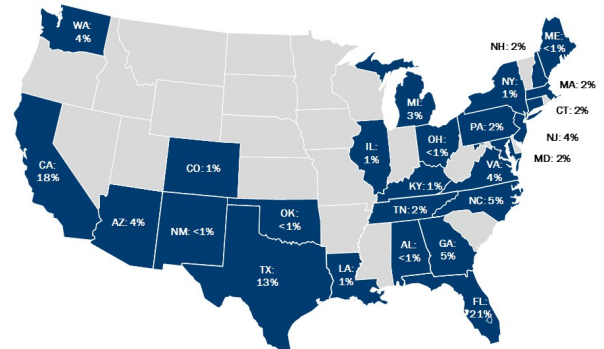 WA:
4%
ME:
<1%
NH: 2%
NY:
1%
MA: 2%
CT: 2%
MI:
3%
PA: 2%
NJ: 4%
MD: 2%
IL:
1%
OH:
<1%
VA:
4%
CA:
18%
CO: 1%
KY: 1%
NC: 5%
TN: 2%
AZ: 4%
NM: <1%
OK:
<1%
AL:
<1%
GA:
5%
TX:
13%
LA:
1%
FL:
21%